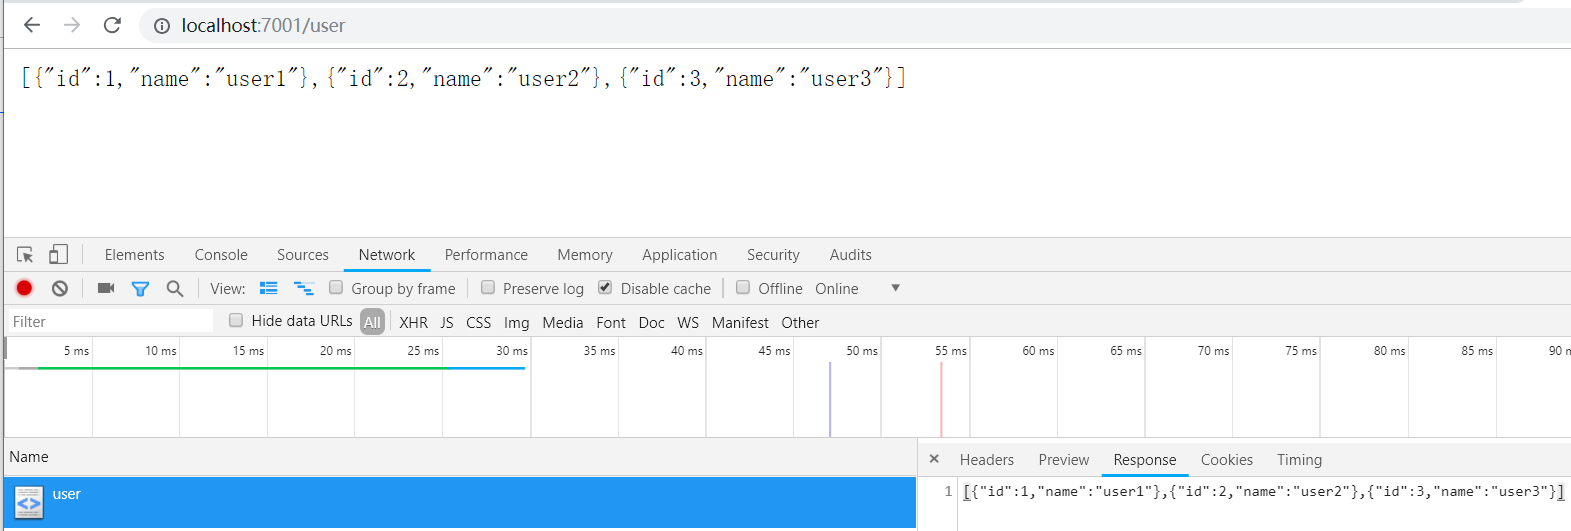 localhost:7001/user
[{"id":1,"name":"user1"},{"id":2,"name":"user2"},{"id":3,"name":"user3"}]
Elements Console Sources Network Performance Memory Application Security Audits
View: Group by frame Preserve log Disable cache Offline Online
Filter Hide data URLs All XHR JS CSS Img Media Font Doc WS Manifest Other
5 ms 10 ms 15 ms 20 ms 25 ms 30 ms 35 ms 40 ms 45 ms 50 ms 55 ms 60 ms 65 ms 70 ms 75 ms 80 ms 85 ms 90 m
Name
× Headers Preview Response Cookies Timing
user
1 [{"id":1,"name":"user1"},{"id":2,"name":"user2"},{"id":3,"name":"user3"}]